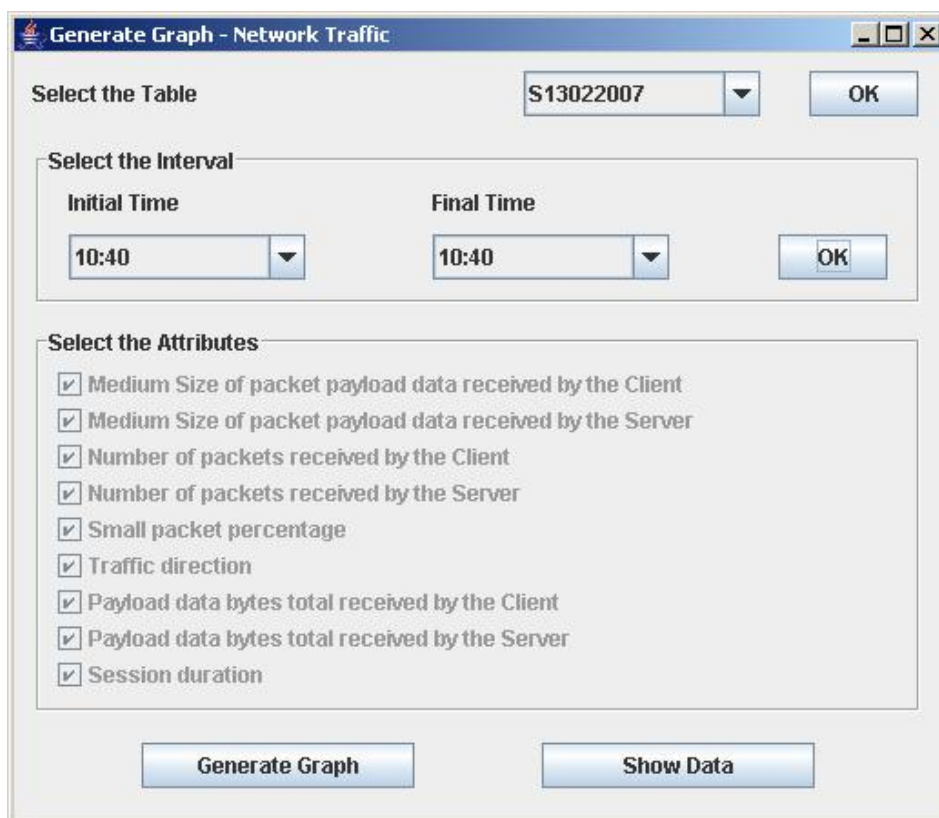 Generate Graph - Network Traffic
Select the Table S13022007 OK
Select the Interval
Initial Time Final Time
10:40 10:40 OK
Select the Attributes
Medium Size of packet payload data received by the Client
Medium Size of packet payload data received by the Server
Number of packets received by the Client
Number of packets received by the Server
Small packet percentage
Traffic direction
Payload data bytes total received by the Client
Payload data bytes total received by the Server
Session duration
Generate Graph Show Data